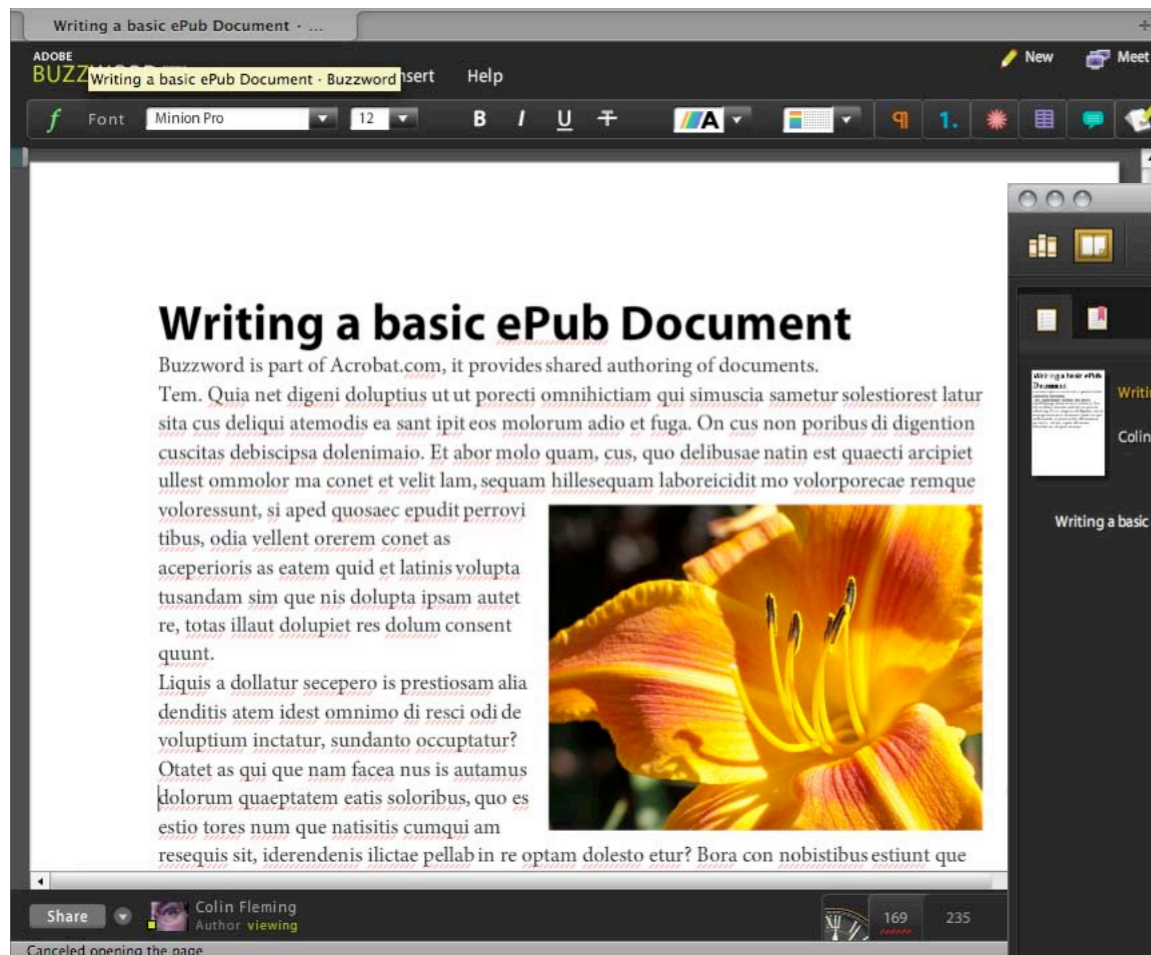 Writing a basic ePub Document - ...
ADOBE
BUZZ
Writing a basic ePub Document - Buzzword
nsert Help
New Meet
Font Minion Pro 12 B I U T A ¶ 1.
Writing a basic ePub Document
Buzzword is part of Acrobat.com, it provides shared authoring of documents.
Tem. Quia net digeni doluptius ut ut porecti omnihictiam qui simuscia sametur solestiorest latur
sita cus deliqui atemodis ea sant ipit eos molorum adio et fuga. On cus non poribus di digention
cuscitas debiscipsa dolenimaio. Et abor molo quam, cus, quo delibusae natin est quaecti arcipiet
ullest ommolor ma conet et velit lam, sequam hillesequam laboreicidit mo volorporecae remque
voloressunt, si aped quosaec epudit perrovi
tibus, odia vellent orerem conet as
aceperioris as eatem quid et latinis volupta
tusandam sim que nis dolupta ipsam autet
re, totas illaut dolupiet res dolum consent
quunt.
Liquis a dollatur secepero is prestiosam alia
denditis atem idest omnimo di resci odi de
voluptium inctatur, sundanto occuptatur?
Otatet as qui que nam facea nus is autamus
dolorum quaeptatem eatis soloribus, quo es
estio tores num que natisitis cumqui am
resequis sit, iderendenis ilictae pellab in re optam dolesto etur? Bora con nobistibus estiunt que
Writing a basic ePub
Document
Writin
Colin
Writing a basic
Share
Colin Fleming
Author viewing
169 235
Canceled opening the page